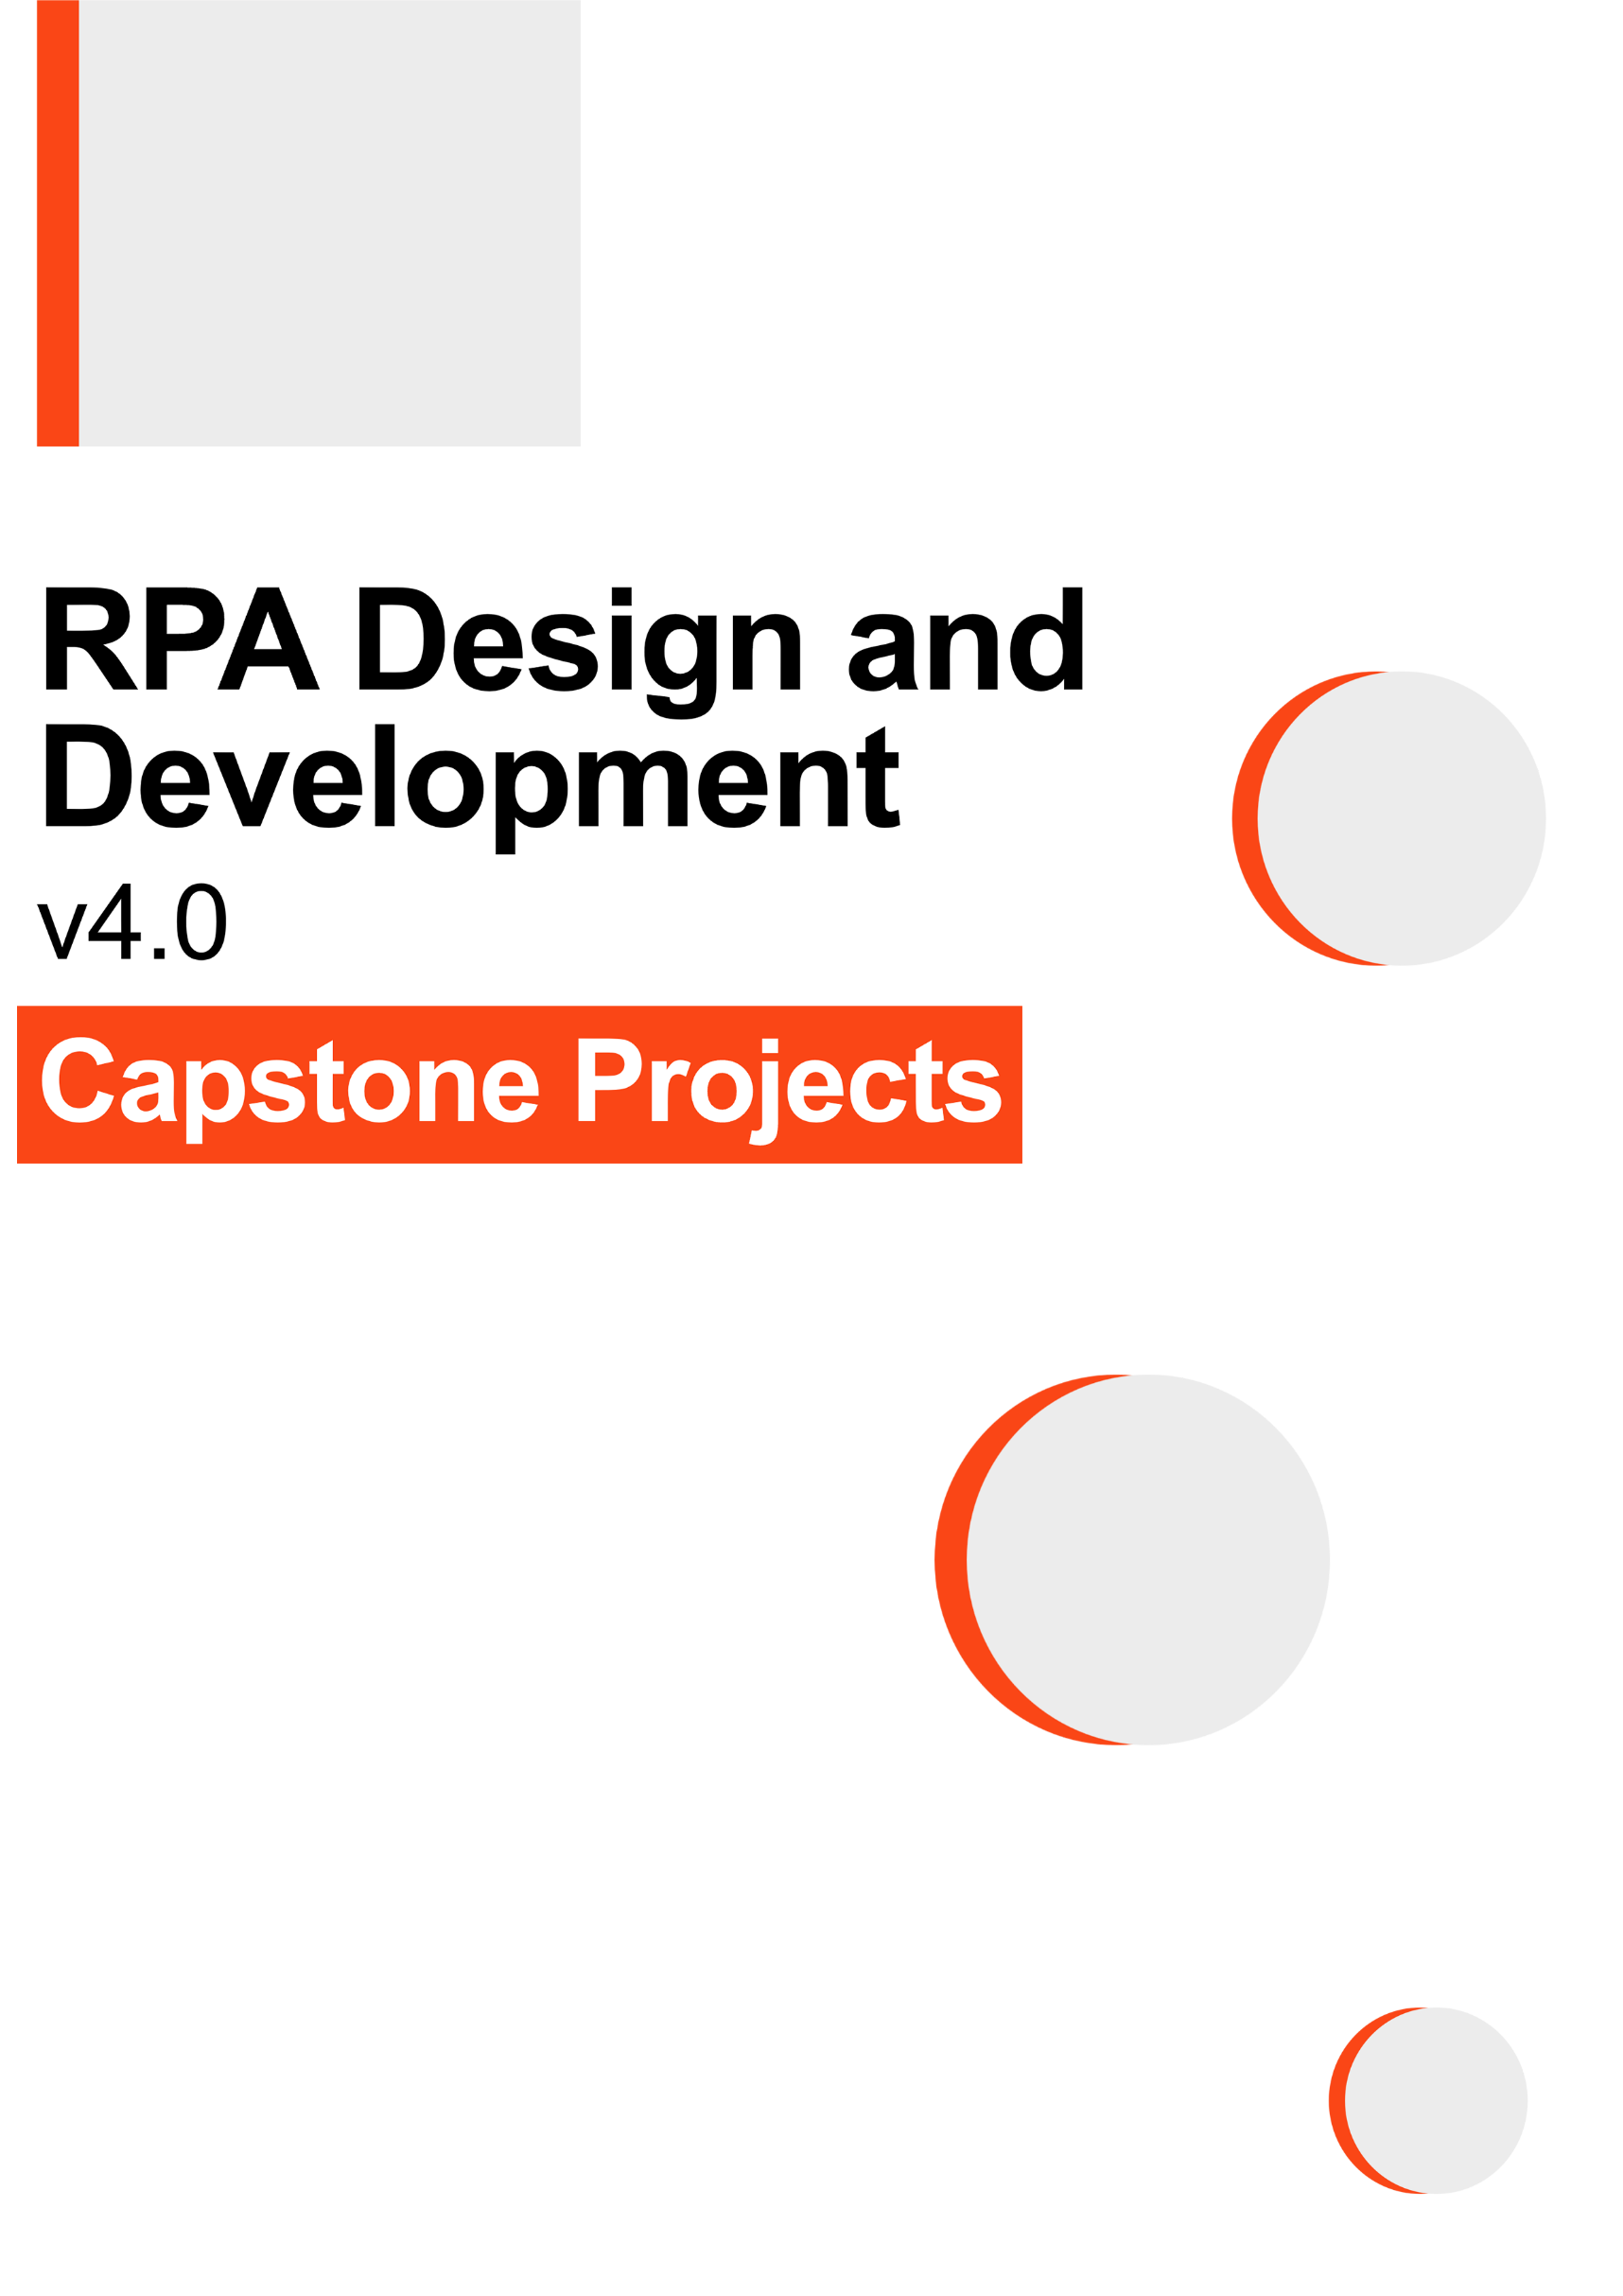 RPA Design and
Development
v4.0
Capstone Projects